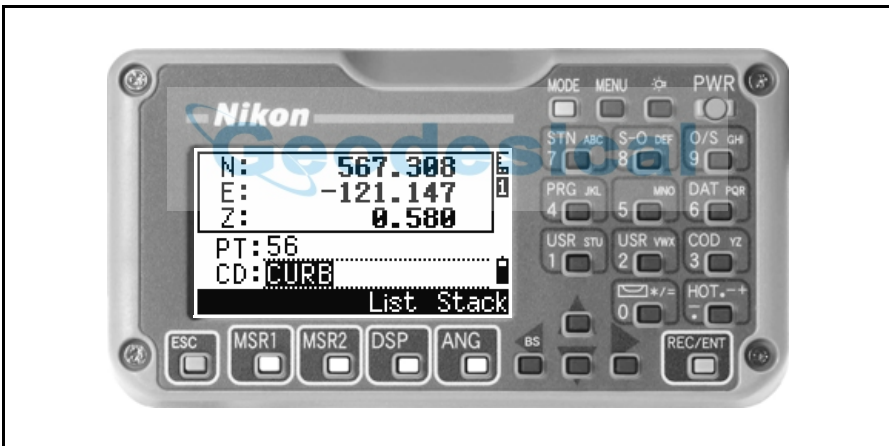 MODE MENU PWR
Nikon
Geodesical
STN ABC S-O DEF O/S GHI
7 8 9
N: 567.308
E: -121.147
1
Z: 0.580
PRG JKL MNO DAT PQR
4 5 6
PT:56
CD:CURB
USR STU USR VWX COD YZ
1 2 3
List Stack
*/= HOT.-+
0 .
ESC MSR1 MSR2 DSP ANG BS REC/ENT